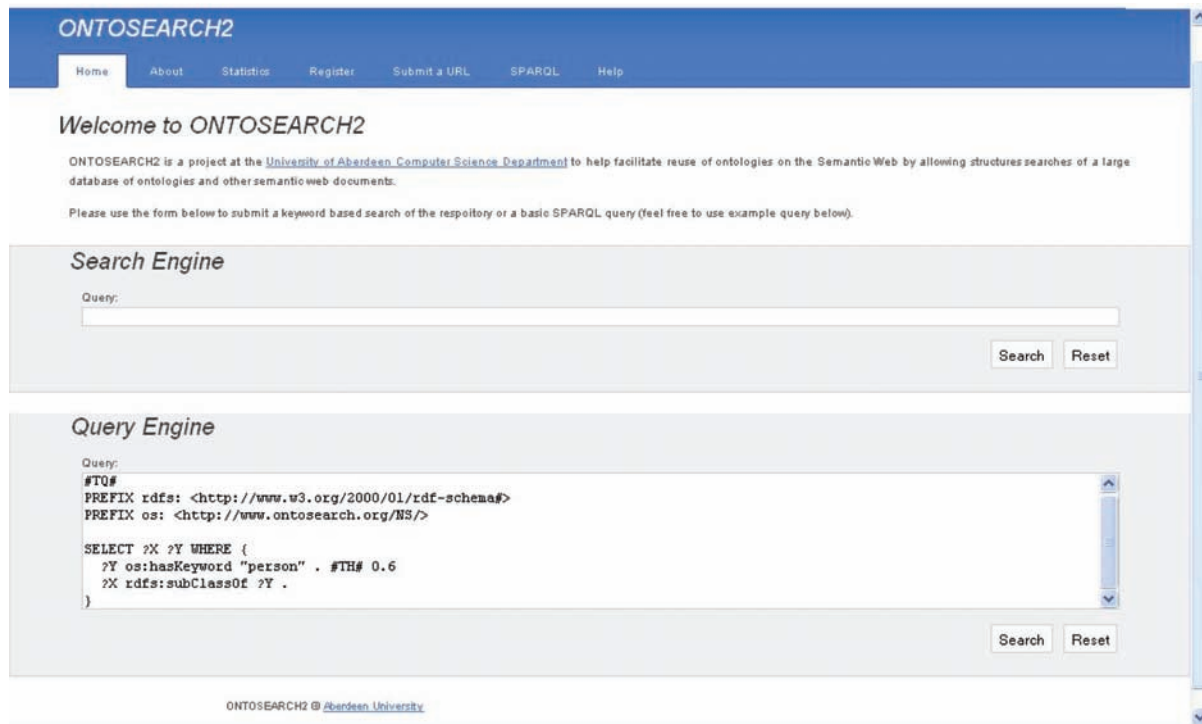 ONTOSEARCH2
Home About Statistics Register Submit a URL SPARQL Help
Welcome to ONTOSEARCH2
ONTOSEARCH2 is a project at the University of Aberdeen Computer Science Department to help facilitate reuse of ontologies on the Semantic Web by allowing structures searches of a large
database of ontologies and other semantic web documents.
Please use the form below to submit a keyword based search of the respoitory or a basic SPARQL query (feel free to use example query below).
Search Engine
Query:
Search Reset
Query Engine
Query:
#TQ#
PREFIX rdfs: <http://www.w3.org/2000/01/rdf-schema#>
PREFIX os: <http://www.ontosearch.org/NS/>
SELECT ?X ?Y WHERE {
?Y os:hasKeyword "person" . #TH# 0.6
?X rdfs:subClassOf ?Y .
}
Search Reset
ONTOSEARCH2 @ Aberdeen University